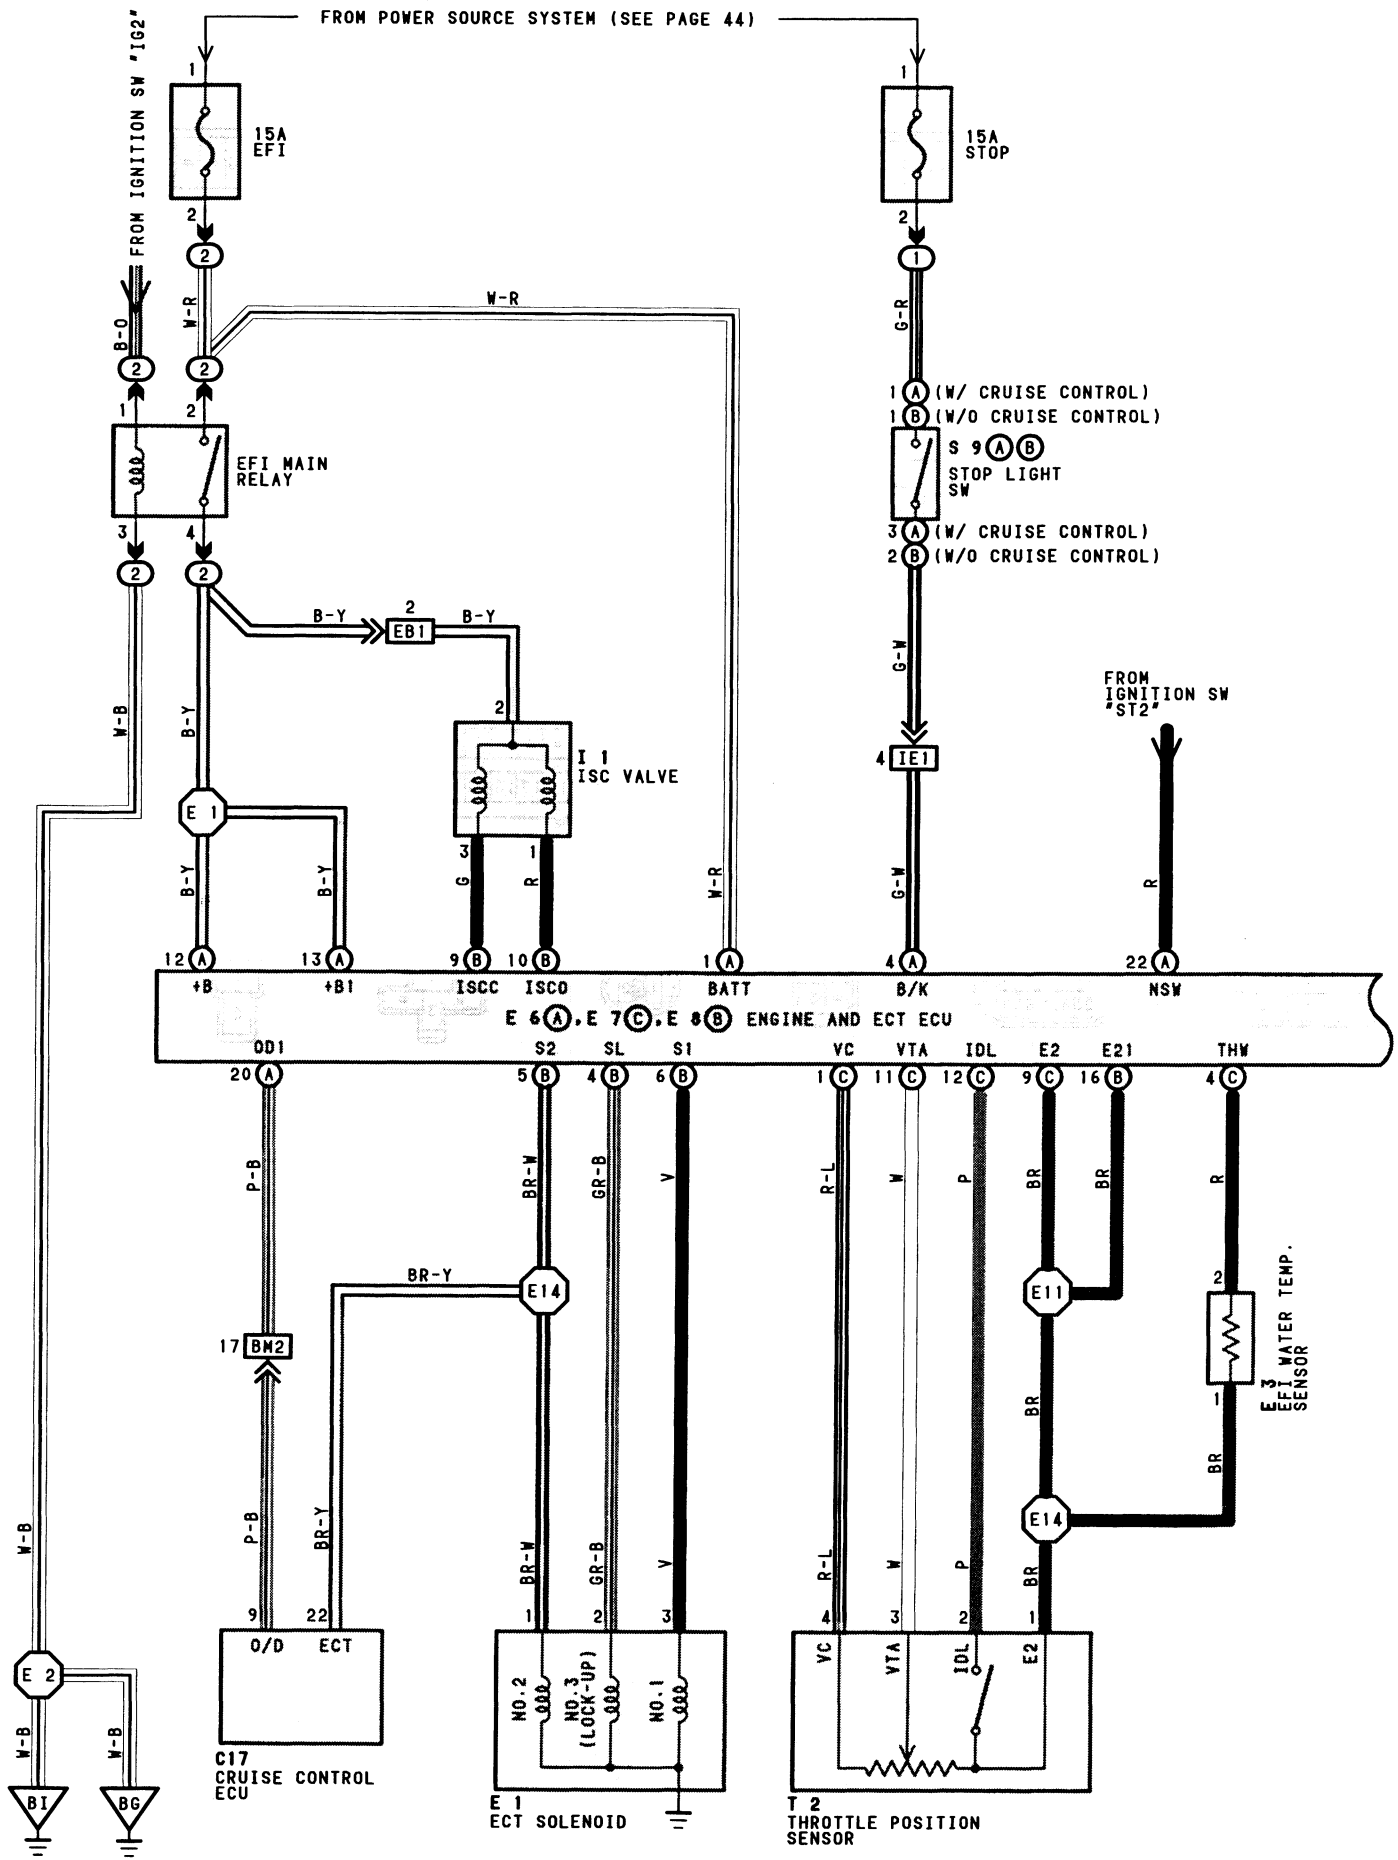 FROM POWER SOURCE SYSTEM (SEE PAGE 44)
FROM IGNITION SW "IG2"
1
1
15A
EFI
15A
STOP
2
2
2
1
B-O
W-R
W-R
G-R
2
2
1
2
1 A (W/ CRUISE CONTROL)
1 B (W/O CRUISE CONTROL)
EFI MAIN
RELAY
S 9 A B
STOP LIGHT
SW
3
4
3 A (W/ CRUISE CONTROL)
2 B (W/O CRUISE CONTROL)
2
2
B-Y
2
EB1
B-Y
G-W
FROM
IGNITION SW
"ST2"
W-B
B-Y
2
I 1
ISC VALVE
4 IE1
E 1
3
1
B-Y
B-Y
G
R
W-R
G-W
R
12 A
13 A
9 B
10 B
1 A
4 A
22 A
+B
+B1
ISCC
ISCO
BATT
B/K
NSW
E 6 A, E 7 C, E 8 B ENGINE AND ECT ECU
OD1
S2
SL
S1
VC
VTA
IDL
E2
E21
THW
20 A
5 B
4 B
6 B
1 C
11 C
12 C
9 C
16 B
4 C
P-B
BR-W
GR-B
V
R-L
W
P
BR
BR
R
BR-Y
E14
E11
2
17 BM2
E 3
EFI WATER TEMP.
SENSOR
1
BR
BR
E14
W-B
P-B
BR-Y
BR-W
GR-B
V
R-L
W
P
BR
9
22
1
2
3
4
3
2
1
O/D
ECT
NO.2
NO.3
(LOCK-UP)
NO.1
VC
VTA
IDL
E2
E 2
W-B
W-B
C17
CRUISE CONTROL
ECU
BI
BG
E 1
ECT SOLENOID
T 2
THROTTLE POSITION
SENSOR